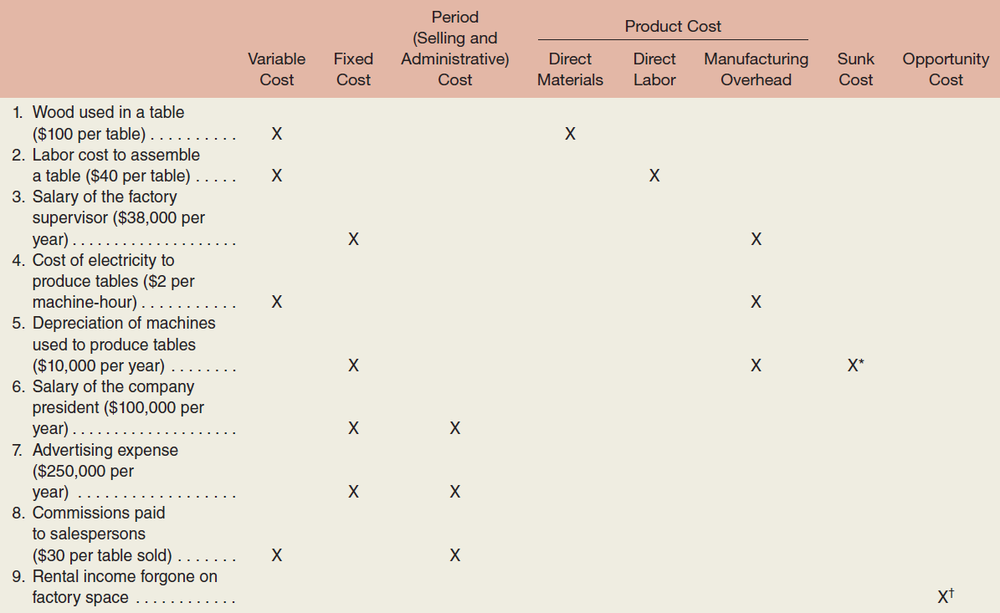 Period
(Selling and Product Cost
Variable Fixed Administrative) Direct Direct Manufacturing Sunk Opportunity
Cost Cost Cost Materials Labor Overhead Cost Cost
1. Wood used in a table
($100 per table) . . . . . . . . . . X X
2. Labor cost to assemble
a table ($40 per table) . . . . . X X
3. Salary of the factory
supervisor ($38,000 per
year) . . . . . . . . . . . . . . . . . . . . X X
4. Cost of electricity to
produce tables ($2 per
machine-hour) . . . . . . . . . . . X X
5. Depreciation of machines
used to produce tables
($10,000 per year) . . . . . . . . X X X*
6. Salary of the company
president ($100,000 per
year) . . . . . . . . . . . . . . . . . . . . X X
7. Advertising expense
($250,000 per
year) . . . . . . . . . . . . . . . . . . . X X
8. Commissions paid
to salespersons
($30 per table sold) . . . . . . . X X
9. Rental income forgone on
factory space . . . . . . . . . . . . X†